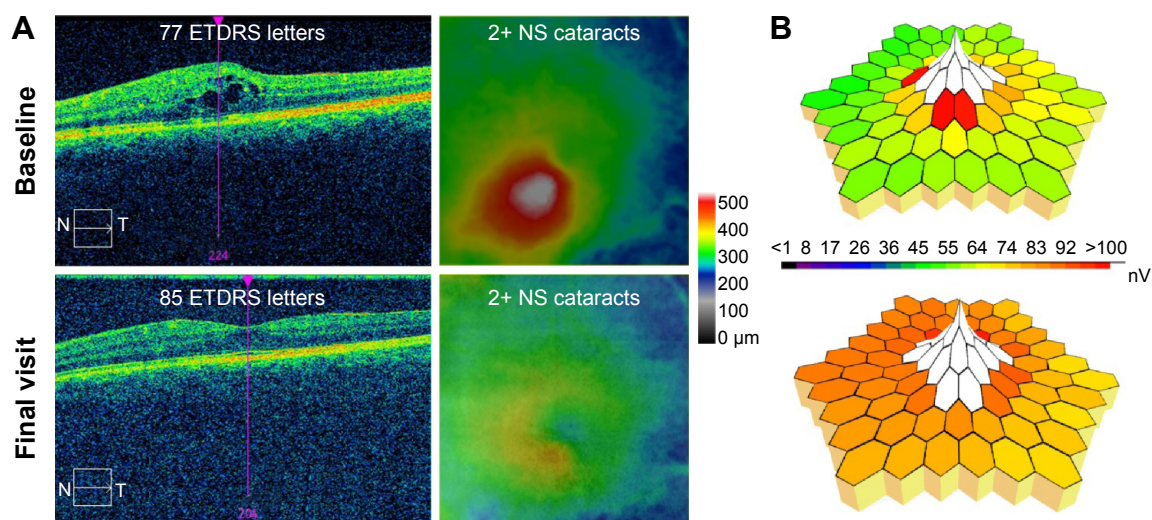 A
B
Baseline
77 ETDRS letters
2+ NS cataracts
N
T
224
Final visit
85 ETDRS letters
2+ NS cataracts
N
T
500
400
300
200
100
0 µm
<1 8 17 26 36 45 55 64 74 83 92 >100
nV